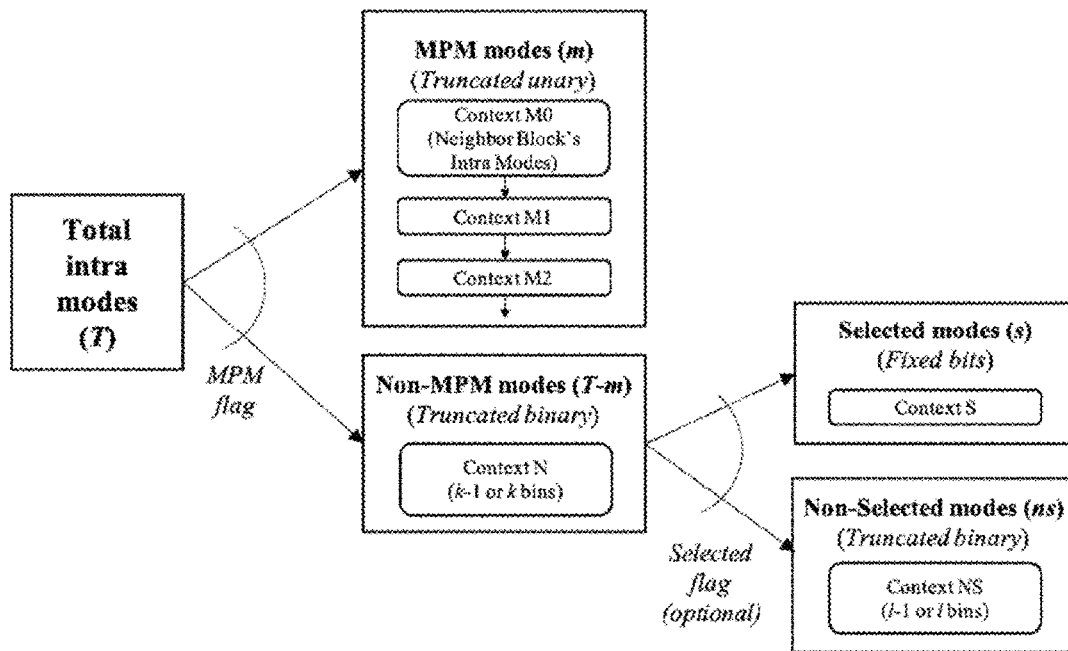 Total
intra
modes
(T)
MPM
flag
MPM modes (m)
(Truncated unary)
Context M0
(Neighbor Block's
Intra Modes)
Context M1
Context M2
Non-MPM modes (T-m)
(Truncated binary)
Context N
(k-1 or k bins)
Selected
flag
(optional)
Selected modes (s)
(Fixed bits)
Context S
Non-Selected modes (ns)
(Truncated binary)
Context NS
(l-1 or l bins)